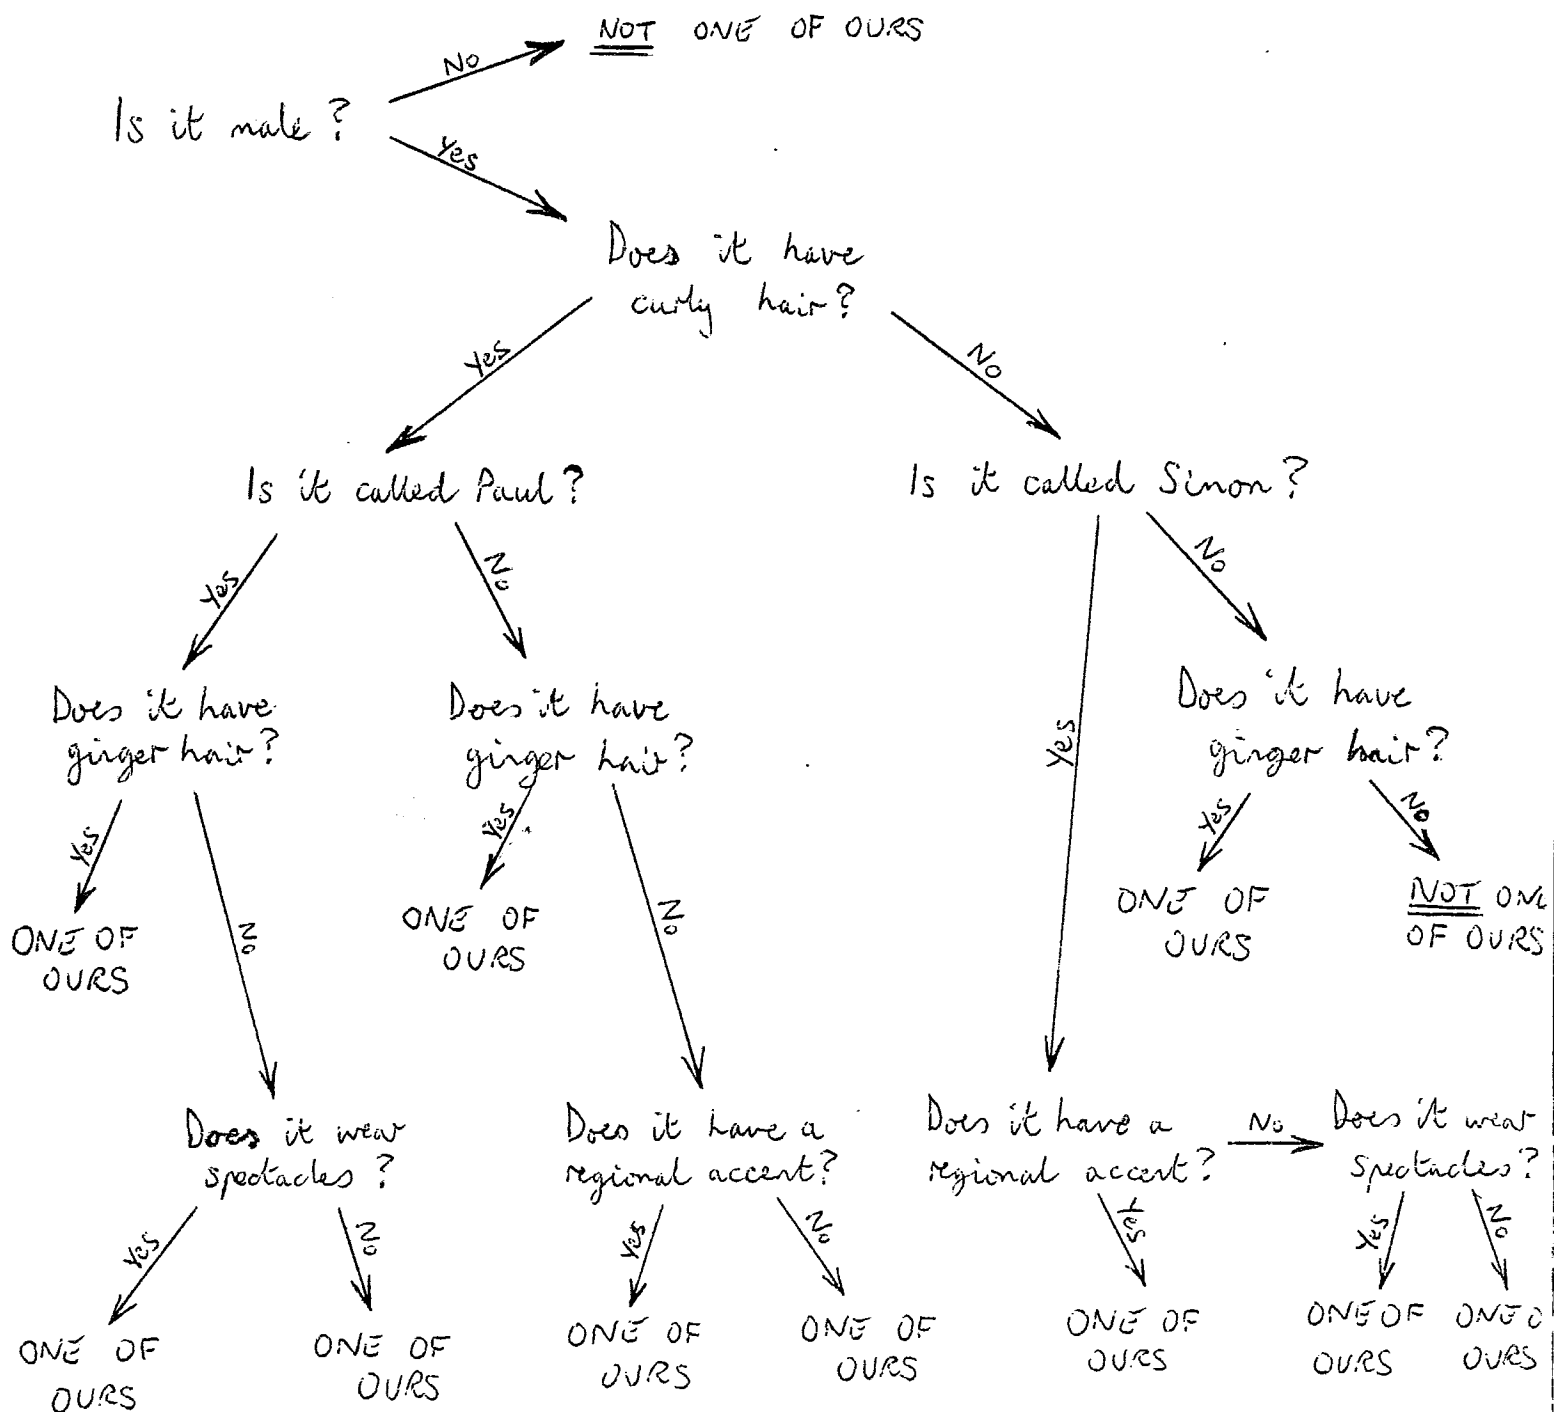 NOT ONE OF OURS
No
Is it male?
Yes
Does it have
curly hair?
Yes
No
Is it called Paul?
Is it called Simon?
Yes
No
No
Does it have
ginger hair?
Does it have
ginger hair?
Yes
Does it have
ginger hair?
Yes
Yes
Yes
No
ONE OF
OURS
No
ONE OF
OURS
No
ONE OF
OURS
NOT ONE
OF OURS
Does it wear
spectacles?
Does it have a
regional accent?
Does it have a
regional accent?
No
Does it wear
spectacles?
Yes
No
Yes
No
Yes
Yes
No
ONE OF
OURS
ONE OF
OURS
ONE OF
OURS
ONE OF
OURS
ONE OF
OURS
ONE OF
OURS
ONE O
OURS